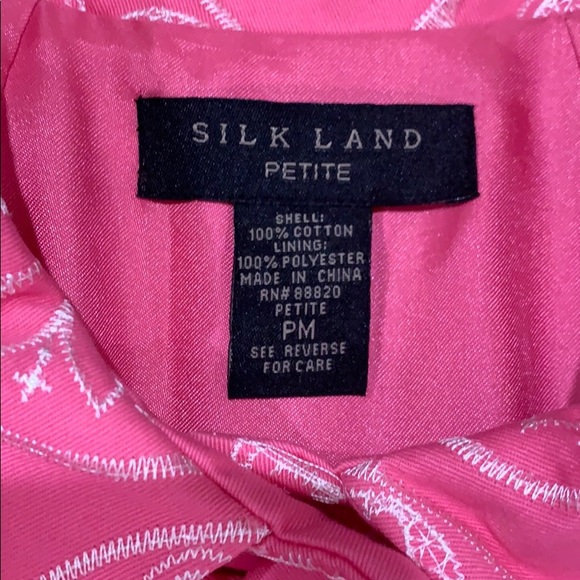 SILK LAND
PETITE
SHELL:
100% COTTON
LINING:
100% POLYESTER
MADE IN CHINA
RN# 88820
PETITE
PM
SEE REVERSE
FOR CARE